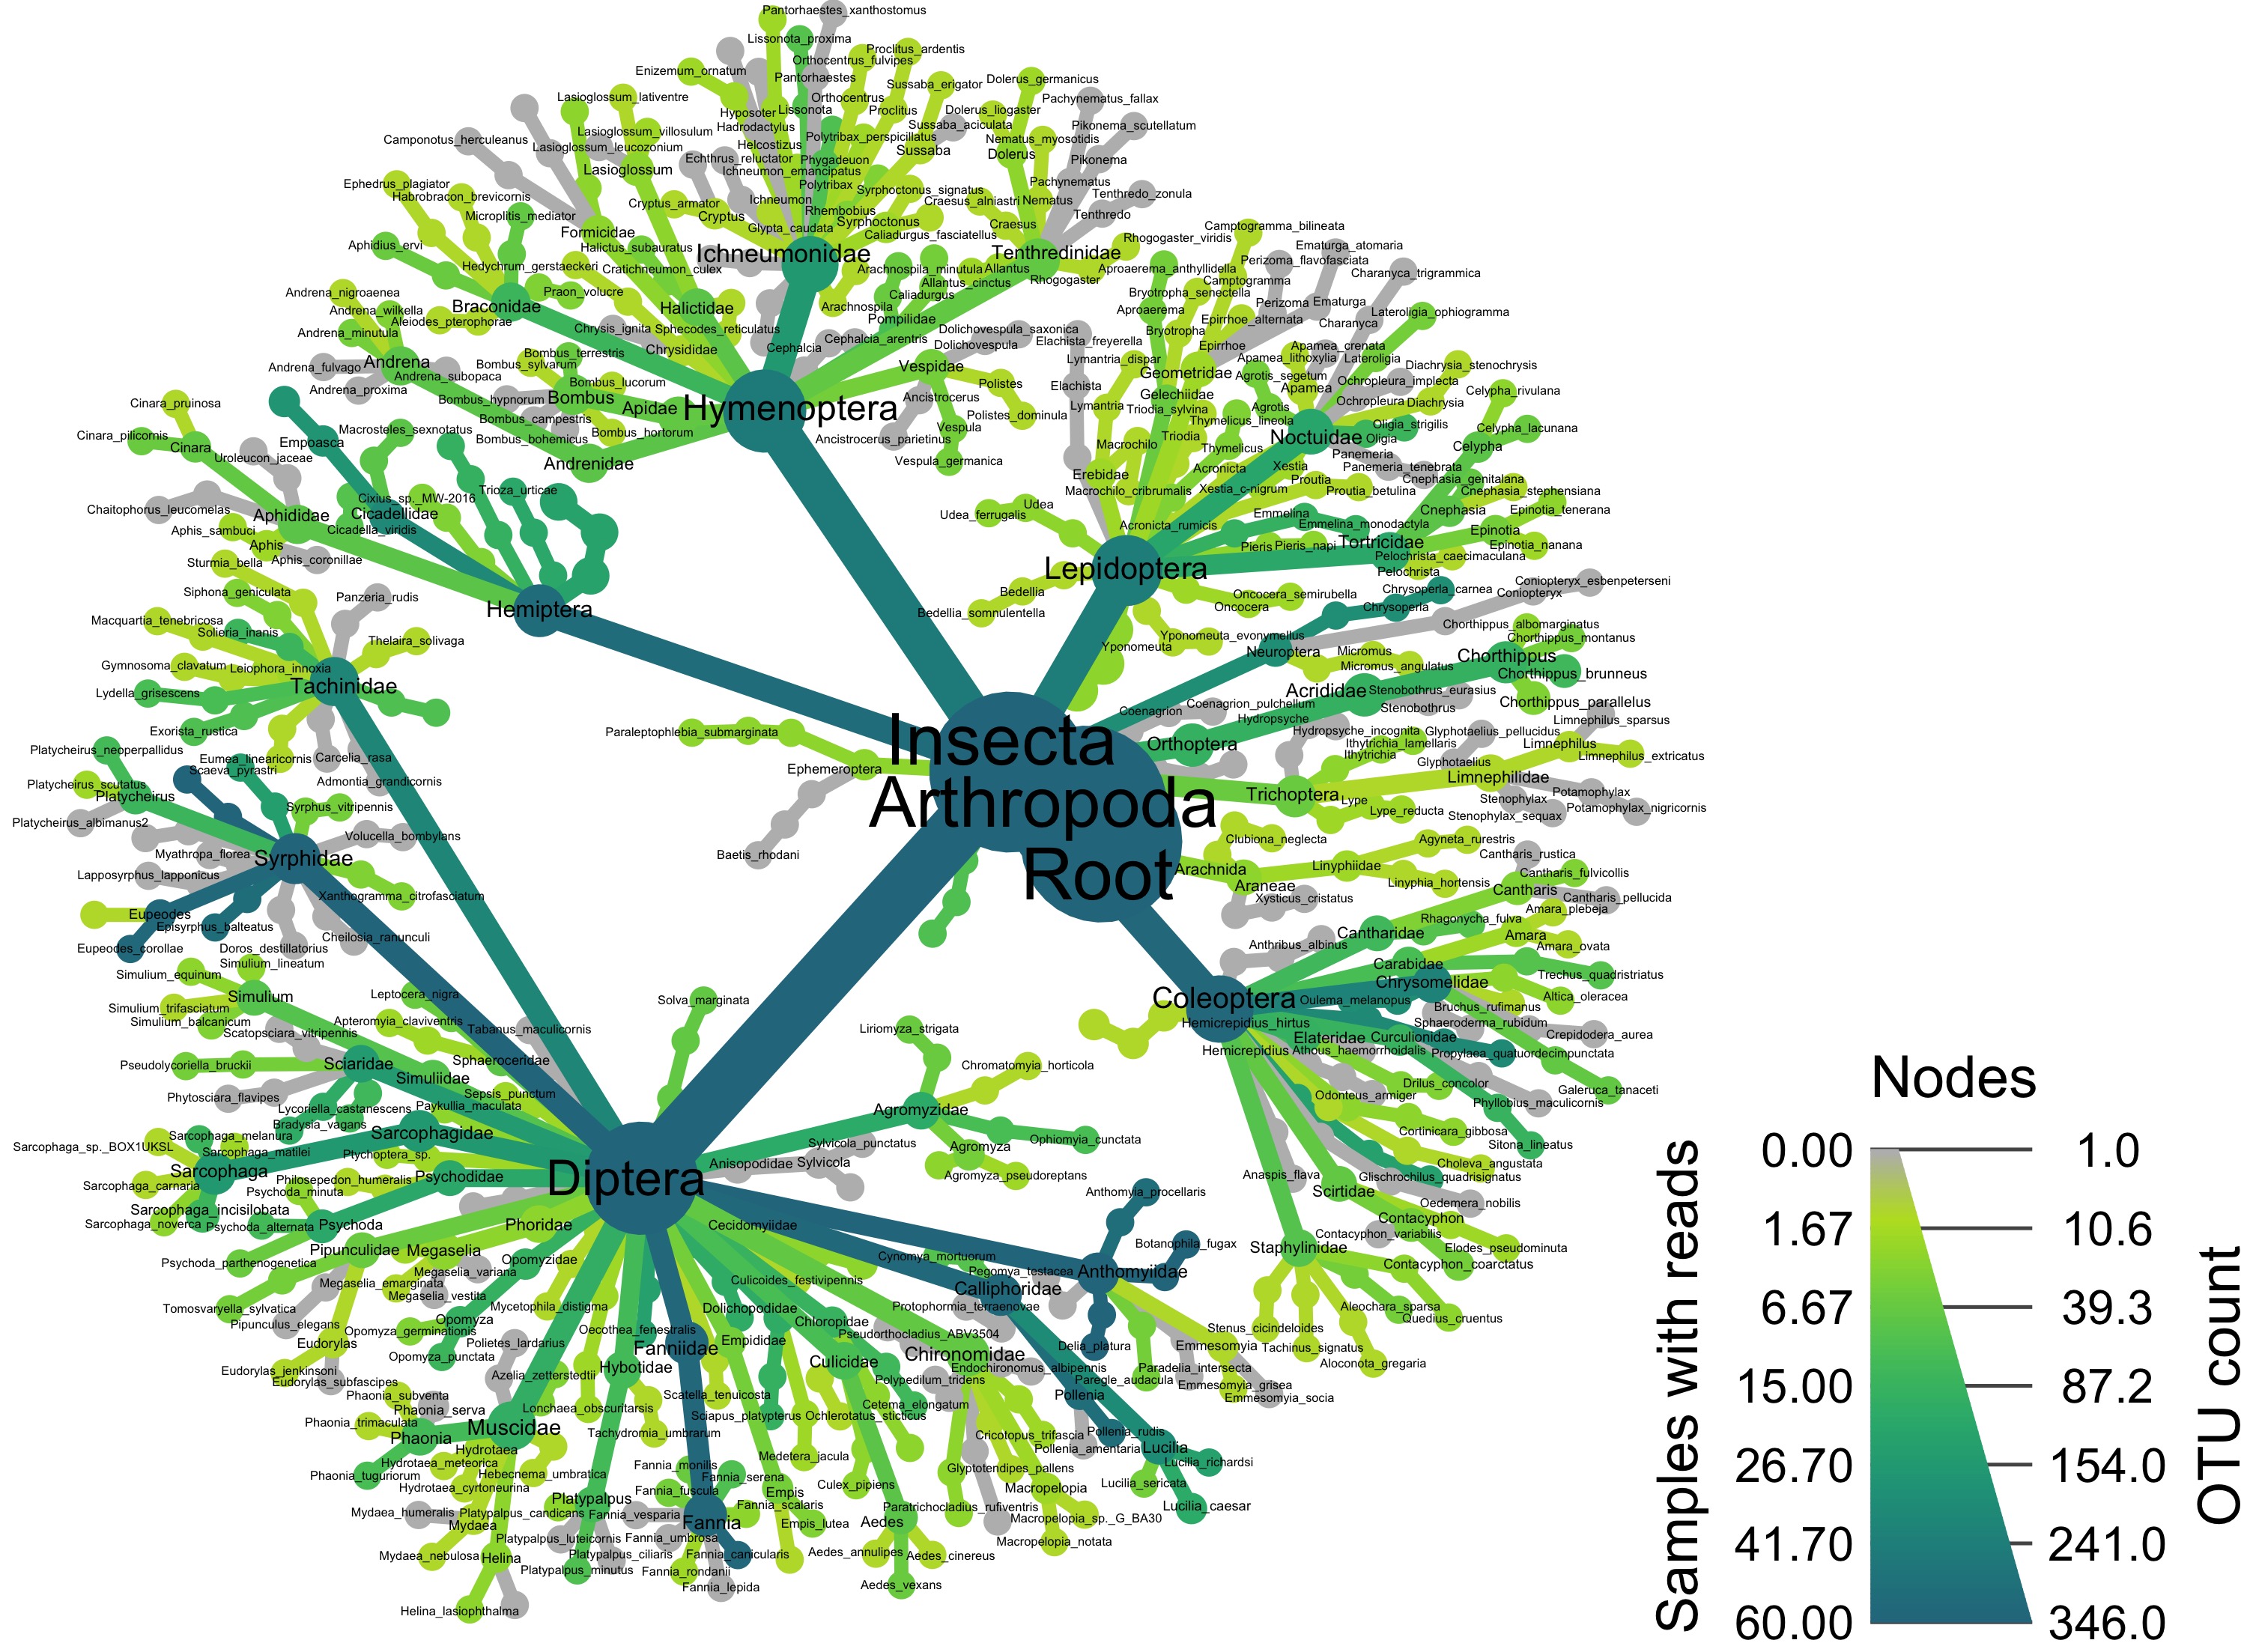 Pantorhaestes_xanthostomus
Lissonota_proxima
Proclitus_ardentis
Orthocentrus_fulvipes
Enizemum_ornatum
Pantorhaestes
Sussaba_erigator
Dolerus_germanicus
Lasioglossum_lativentre
Orthocentrus
Pachynematus_fallax
Hyposoter
Lissonota
Proclitus
Dolerus_liogaster
Hadrodactylus
Sussaba_aciculata
Pikonema_scutellatum
Lasioglossum_villosulum
Polytribax_perspicillatus
Nematus_myosotidis
Camponotus_herculeanus
Lasioglossum_leucozonium
Helcostizus
Sussaba
Dolerus
Echthrus_reluctator
Phygadeuon
Pikonema
Lasioglossum
Ichneumon_emancipatus
Ephedrus_plagiator
Polytribax
Syrphoctonus_signatus
Pachynematus
Tenthredo_zonula
Habrobracon_brevicornis
Cryptus_armator
Ichneumon
Craesus_alniastri
Nematus
Microplitis_mediator
Cryptus
Rhembobius
Syrphoctonus
Tenthredo
Formicidae
Glypta_caudata
Craesus
Camptogramma_bilineata
Aphidius_ervi
Halictus_subauratus
Caliadurgus_fasciatellus
Rhogogaster_viridis
Ematurga_atomaria
Ichneumonidae
Tenthredinidae
Perizoma_flavofasciata
Hedychrum_gerstaeckeri
Cratichneumon_culex
Arachnospila_minutula
Allantus
Aproaerema_anthyllidella
Charanyca_trigrammica
Andrena_nigroaenea
Praon_volucre
Allantus_cinctus
Rhogogaster
Camptogramma
Braconidae
Halictidae
Caliadurgus
Bryotropha_senectella
Perizoma
Ematurga
Andrena_wilkella
Arachnospila
Aproaerema
Lateroligia_ophiogramma
Aleiodes_pterophorae
Pompilidae
Epirrhoe_alternata
Charanyca
Andrena_minutula
Chrysis_ignita
Sphecodes_reticulatus
Dolichovespula_saxonica
Bryotropha
Cephalcia_arentris
Elachista_freyerella
Epirrhoe
Apamea_crenata
Chrysididae
Cephalcia
Dolichovespula
Bombus_terrestris
Lymantria_dispar
Apamea_lithoxylia
Lateroligia
Andrena
Bombus_sylvarum
Vespidae
Geometridae
Diachrysia_stenochrysis
Andrena_fulvago
Andrena_subopaca
Bombus_lucorum
Polistes
Elachista
Agrotis_segetum
Ochropleura_implecta
Andrena_proxima
Bombus_hypnorum
Bombus
Ancistrocerus
Gelechiidae
Apamea
Celypha_rivulana
Cinara_pruinosa
Apidae
Hymenoptera
Lymantria
Triodia_sylvina
Agrotis
Ochropleura
Diachrysia
Bombus_campestris
Polistes_dominula
Thymelicus_lineola
Cinara_pilicornis
Macrosteles_sexnotatus
Bombus_bohemicus
Bombus_hortorum
Vespula
Oligia_strigilis
Celypha_lacunana
Cinara
Empoasca
Ancistrocerus_parietinus
Macrochilo
Triodia
Noctuidae
Oligia
Celypha
Uroleucon_jaceae
Andrenidae
Vespula_germanica
Thymelicus
Panemeria
Erebidae
Acronicta
Xestia
Panemeria_tenebrata
Trioza_urticae
Macrochilo_cribrumalis
Xestia_c-nigrum
Proutia
Proutia_betulina
Cnephasia_genitalana
Cnephasia_stephensiana
Chaitophorus_leucomelas
Cixius_sp._MW-2016
Udea
Aphididae
Cicadellidae
Udea_ferrugalis
Emmelina
Cnephasia
Epinotia_tenerana
Aphis_sambuci
Cicadella_viridis
Acronicta_rumicis
Emmelina_monodactyla
Epinotia
Aphis
Pieris
Pieris_napi
Tortricidae
Epinotia_nanana
Sturmia_bella
Aphis_coronillae
Lepidoptera
Pelochrista_caecimaculana
Pelochrista
Siphona_geniculata
Panzeria_rudis
Hemiptera
Bedellia
Oncocera_semirubella
Chrysoperla_carnea
Coniopteryx_esbenpeterseni
Bedellia_somnulentella
Oncocera
Chrysoperla
Coniopteryx
Macquartia_tenebricosa
Solieria_inanis
Thelaira_solivaga
Yponomeuta_evonymellus
Chorthippus_albomarginatus
Yponomeuta
Neuroptera
Micromus
Chorthippus_montanus
Gymnosoma_clavatum
Leiophora_innoxia
Micromus_angulatus
Chorthippus
Lydella_grisescens
Tachinidae
Acrididae
Stenobothrus_eurasius
Chorthippus_brunneus
Coenagrion
Coenagrion_pulchellum
Stenobothrus
Chorthippus_parallelus
Exorista_rustica
Paraleptophlebia_submarginata
Insecta
Hydropsyche
Limnephilus_sparsus
Platycheirus_neoperpallidus
Eumea_linearicornis
Carcelia_rasa
Orthoptera
Hydropsyche_incognita
Glyphotaelius_pellucidus
Scaeva_pyrastri
Ephemeroptera
Ithytrichia_lamellaris
Limnephilus
Limnephilus_extricatus
Platycheirus_scutatus
Admontia_grandicornis
Ithytrichia
Glyphotaelius
Platycheirus
Syrphus_vitripennis
Arthropoda
Trichoptera
Limnephilidae
Platycheirus_albimanus2
Volucella_bombylans
Lype
Stenophylax
Potamophylax
Lype_reducta
Stenophylax_sequax
Potamophylax_nigricornis
Myathropa_florea
Syrphidae
Baetis_rhodani
Clubiona_neglecta
Agyneta_rurestris
Lapposyrphus_lapponicus
Root
Arachnida
Linyphiidae
Cantharis_rustica
Xanthogramma_citrofasciatum
Araneae
Linyphia_hortensis
Cantharis_fulvicollis
Eupeodes
Xysticus_cristatus
Cantharis
Cantharis_pellucida
Episyrphus_balteatus
Rhagonycha_fulva
Amara_plebeja
Eupeodes_corollae
Doros_destillatorius
Cheilosia_ranunculi
Anthribus_albinus
Cantharidae
Amara
Amara_ovata
Simulium_equinum
Simulium_lineatum
Carabidae
Trechus_quadristriatus
Simulium
Leptocera_nigra
Solva_marginata
Coleoptera
Oulema_melanopus
Chrysomelidae
Altica_oleracea
Simulium_trifasciatum
Bruchus_rufimanus
Simulium_balcanicum
Apteromyia_claviventris
Tabanus_maculicornis
Liriomyza_strigata
Hemicrepidius_hirtus
Sphaeroderma_rubidum
Crepidodera_aurea
Scatopsciara_vitripennis
Elateridae
Curculionidae
Pseudolycoriella_bruckii
Sciaridae
Sphaeroceridae
Chromatomyia_horticola
Hemicrepidius
Athous_haemorrhoidalis
Propylaea_quatuordecimpunctata
Nodes
Simuliidae
Phytosciara_flavipes
Sepsis_punctum
Drilus_concolor
Galeruca_tanaceti
Lycoriella_castanescens
Paykullia_maculata
Agromyzidae
Odonteus_armiger
Phyllobius_maculicornis
Bradysia_vagans
Sarcophagidae
Ophiomyia_cunctata
Cortinicara_gibbosa
Sarcophaga_sp._BOX1UKSL
Sarcophaga_melanura
Sarcophaga_matilei
Ptychoptera_sp.
Sylvicola_punctatus
Agromyza
Sitona_lineatus
0.00
1.0
Sarcophaga
Anisopodidae
Sylvicola
Choleva_angustata
Sarcophaga_carnaria
Philosepedon_humeralis
Psychodidae
Diptera
Agromyza_pseudoreptans
Anaspis_flava
Glischrochilus_quadrisignatus
Psychoda_minuta
Anthomyia_procellaris
Scirtidae
Oedemera_nobilis
Sarcophaga_incisilobata
Sarcophaga_noverca
Psychoda_alternata
Psychoda
Phoridae
Cecidomyiidae
Contacyphon
1.67
10.6
Contacyphon_variabilis
Pipunculidae
Megaselia
Opomyzidae
Cynomya_mortuorum
Botanophila_fugax
Staphylinidae
Elodes_pseudominuta
Psychoda_parthenogenetica
Megaselia_variana
Pegomya_testacea
Anthomyiidae
Contacyphon_coarctatus
Megaselia_emarginata
Megaselia_vestita
Culicoides_festivipennis
Calliphoridae
Tomosvaryella_sylvatica
Mycetophila_distigma
Dolichopodidae
Protophormia_terraenovae
Aleochara_sparsa
6.67
39.3
Pipunculus_elegans
Opomyza
Chloropidae
Quedius_cruentus
Opomyza_germinationis
Oecothea_fenestralis
Pseudorthocladius_ABV3504
Stenus_cicindeloides
Eudorylas
Polietes_lardarius
Fanniidae
Empididae
Delia_platura
Emmesomyia
Tachinus_signatus
Opomyza_punctata
Chironomidae
Aloconota_gregaria
Eudorylas_jenkinsoni
Azelia_zetterstedtii
Hybotidae
Culicidae
Endochironomus_albipennis
Paradelia_intersecta
Eudorylas_subfascipes
Polypedilum_tridens
Paregle_audacula
Emmesomyia_grisea
15.00
87.2
Phaonia_subventa
Scatella_tenuicosta
Pollenia
Emmesomyia_socia
Phaonia_serva
Lonchaea_obscuritarsis
Cetema_elongatum
Phaonia_trimaculata
Muscidae
Sciapus_platypterus
Ochlerotatus_sticticus
Phaonia
Tachydromia_umbrarum
Cricotopus_trifascia
Pollenia_rudis
Hydrotaea
Medetera_jacula
Pollenia_amentaria
Lucilia
Hydrotaea_meteorica
Fannia_monilis
Lucilia_richardsi
26.70
154.0
Phaonia_tuguriorum
Hebecnema_umbratica
Fannia_serena
Glyptotendipes_pallens
Hydrotaea_cyrtoneurina
Fannia_fuscula
Culex_pipiens
Macropelopia
Lucilia_sericata
Platypalpus
Empis
Fannia_scalaris
Paratrichocladius_rufiventris
Lucilia_caesar
Mydaea_humeralis
Platypalpus_candicans
Fannia_vesparia
Fannia
Empis_lutea
Aedes
Macropelopia_sp._G_BA30
Mydaea
Platypalpus_luteicornis
Fannia_umbrosa
Macropelopia_notata
41.70
241.0
Mydaea_nebulosa
Helina
Platypalpus_ciliaris
Fannia_canicularis
Aedes_annulipes
Aedes_cinereus
Platypalpus_minutus
Fannia_rondanii
Fannia_lepida
Aedes_vexans
Helina_lasiophthalma
60.00
346.0
Samples with reads
OTU count